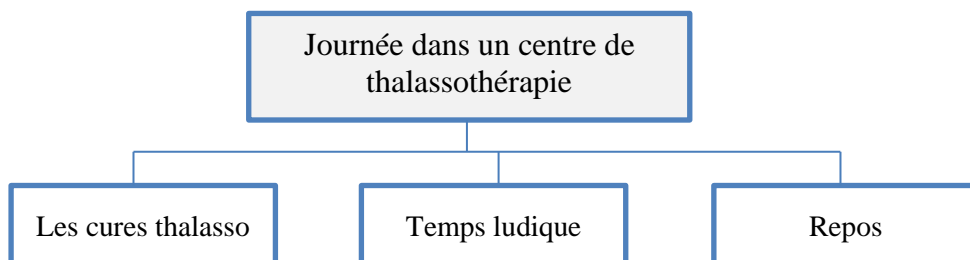 Journée dans un centre de
thalassothérapie
Les cures thalasso
Temps ludique
Repos